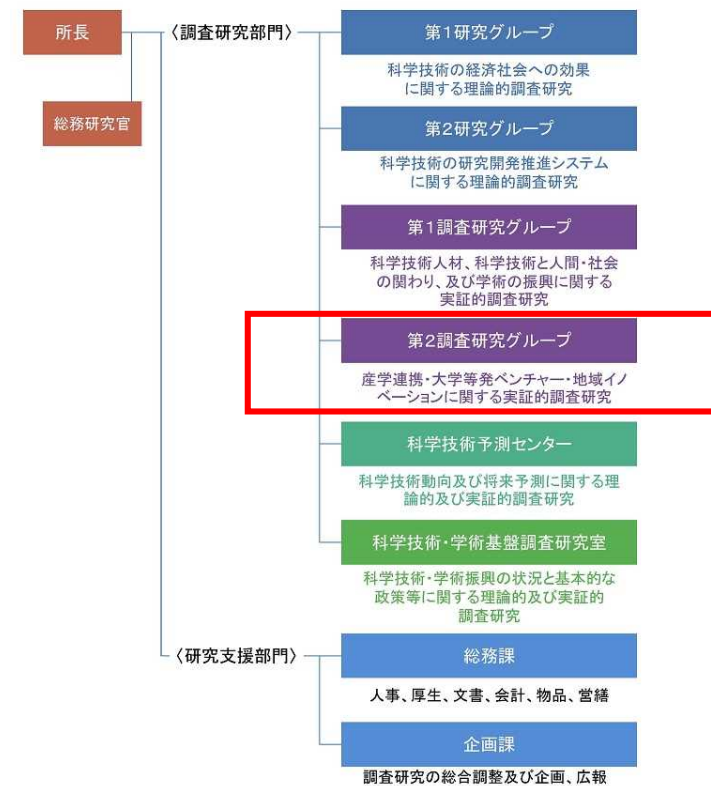 所長
〈調査研究部門〉
第1研究グループ
科学技術の経済社会への効果
に関する理論的調査研究
総務研究官
第2研究グループ
科学技術の研究開発推進システム
に関する理論的調査研究
第1調査研究グループ
科学技術人材、科学技術と人間・社会
の関わり、及び学術の振興に関する
実証的調査研究
第2調査研究グループ
産学連携・大学等発ベンチャー・地域イノ
ベーションに関する実証的調査研究
科学技術予測センター
科学技術動向及び将来予測に関する理
論的及び実証的調査研究
科学技術・学術基盤調査研究室
科学技術・学術振興の状況と基本的な
政策等に関する理論的及び実証的
調査研究
〈研究支援部門〉
総務課
人事、厚生、文書、会計、物品、営繕
企画課
調査研究の総合調整及び企画、広報